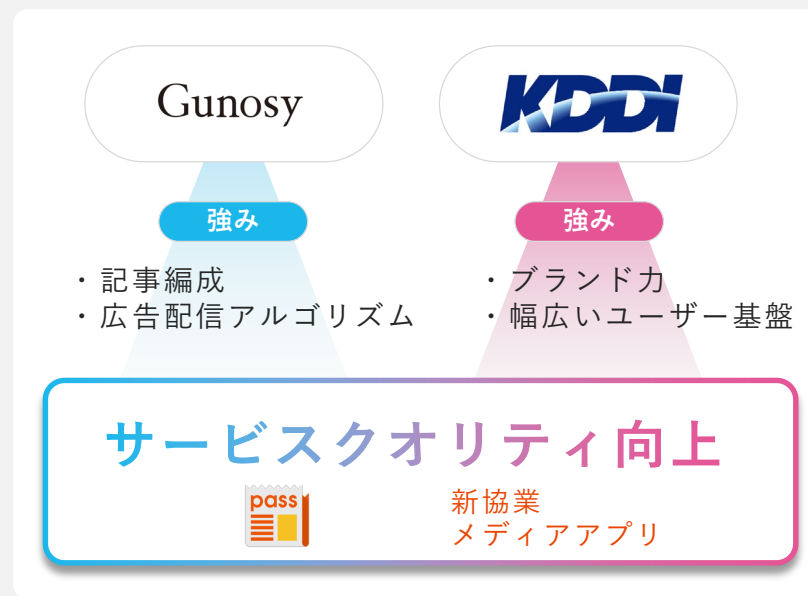 Gunosy
KDDI
強み
強み
・記事編成
・広告配信アルゴリズム
・ブランド力
・幅広いユーザー基盤
サービスクオリティ向上
pass
新協業
メディアアプリ